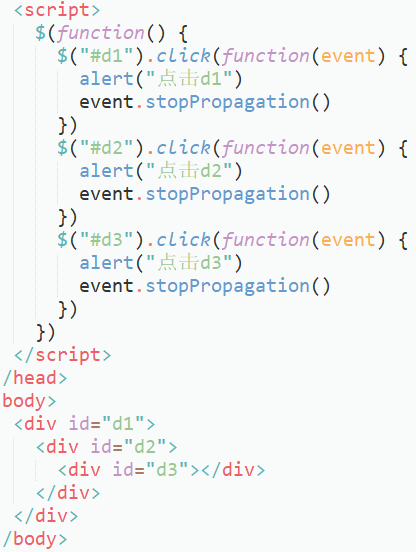 <script>
$(function() {
$("#d1").click(function(event) {
alert("点击d1")
event.stopPropagation()
})
$("#d2").click(function(event) {
alert("点击d2")
event.stopPropagation()
})
$("#d3").click(function(event) {
alert("点击d3")
event.stopPropagation()
})
})
</script>
/head>
body>
<div id="d1">
<div id="d2">
<div id="d3"></div>
</div>
</div>
/body>